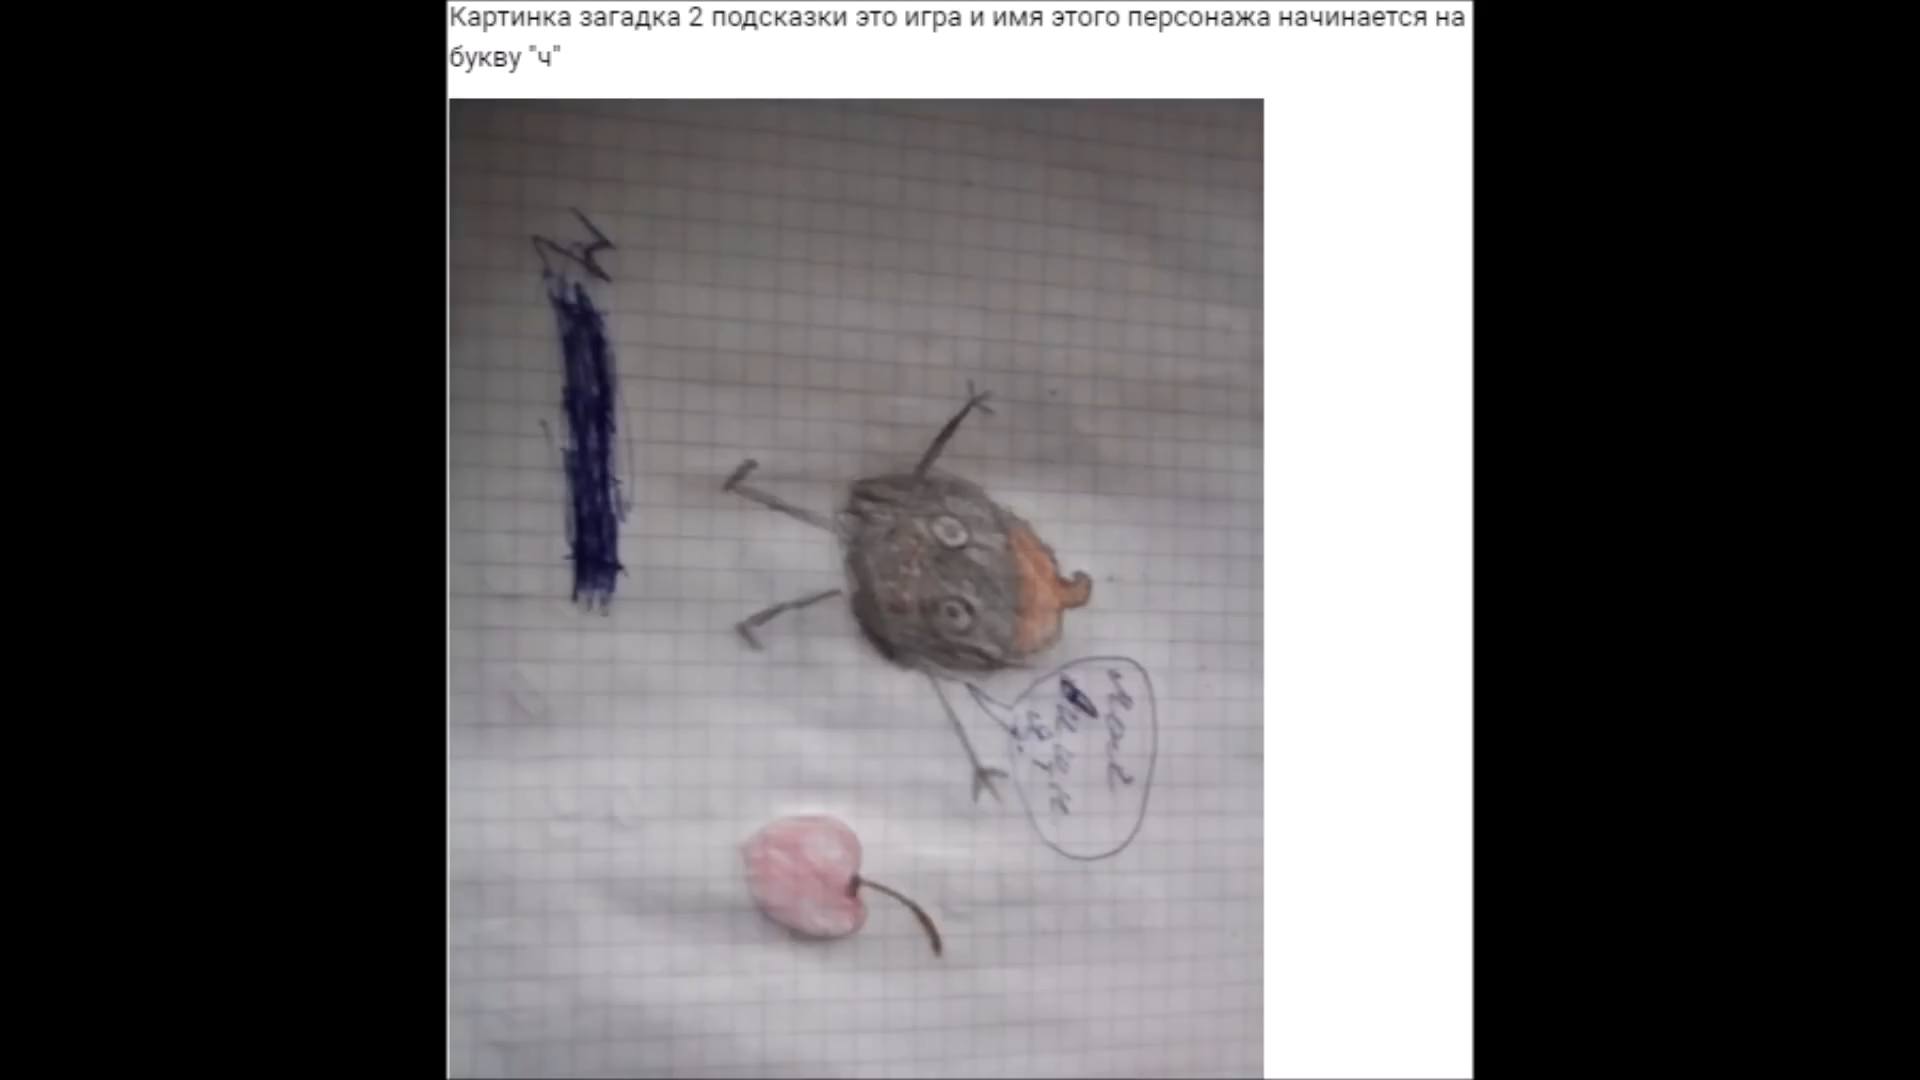 Картинка загадка 2 подсказки это игра и имя этого персонажа начинается на
букву "ч"